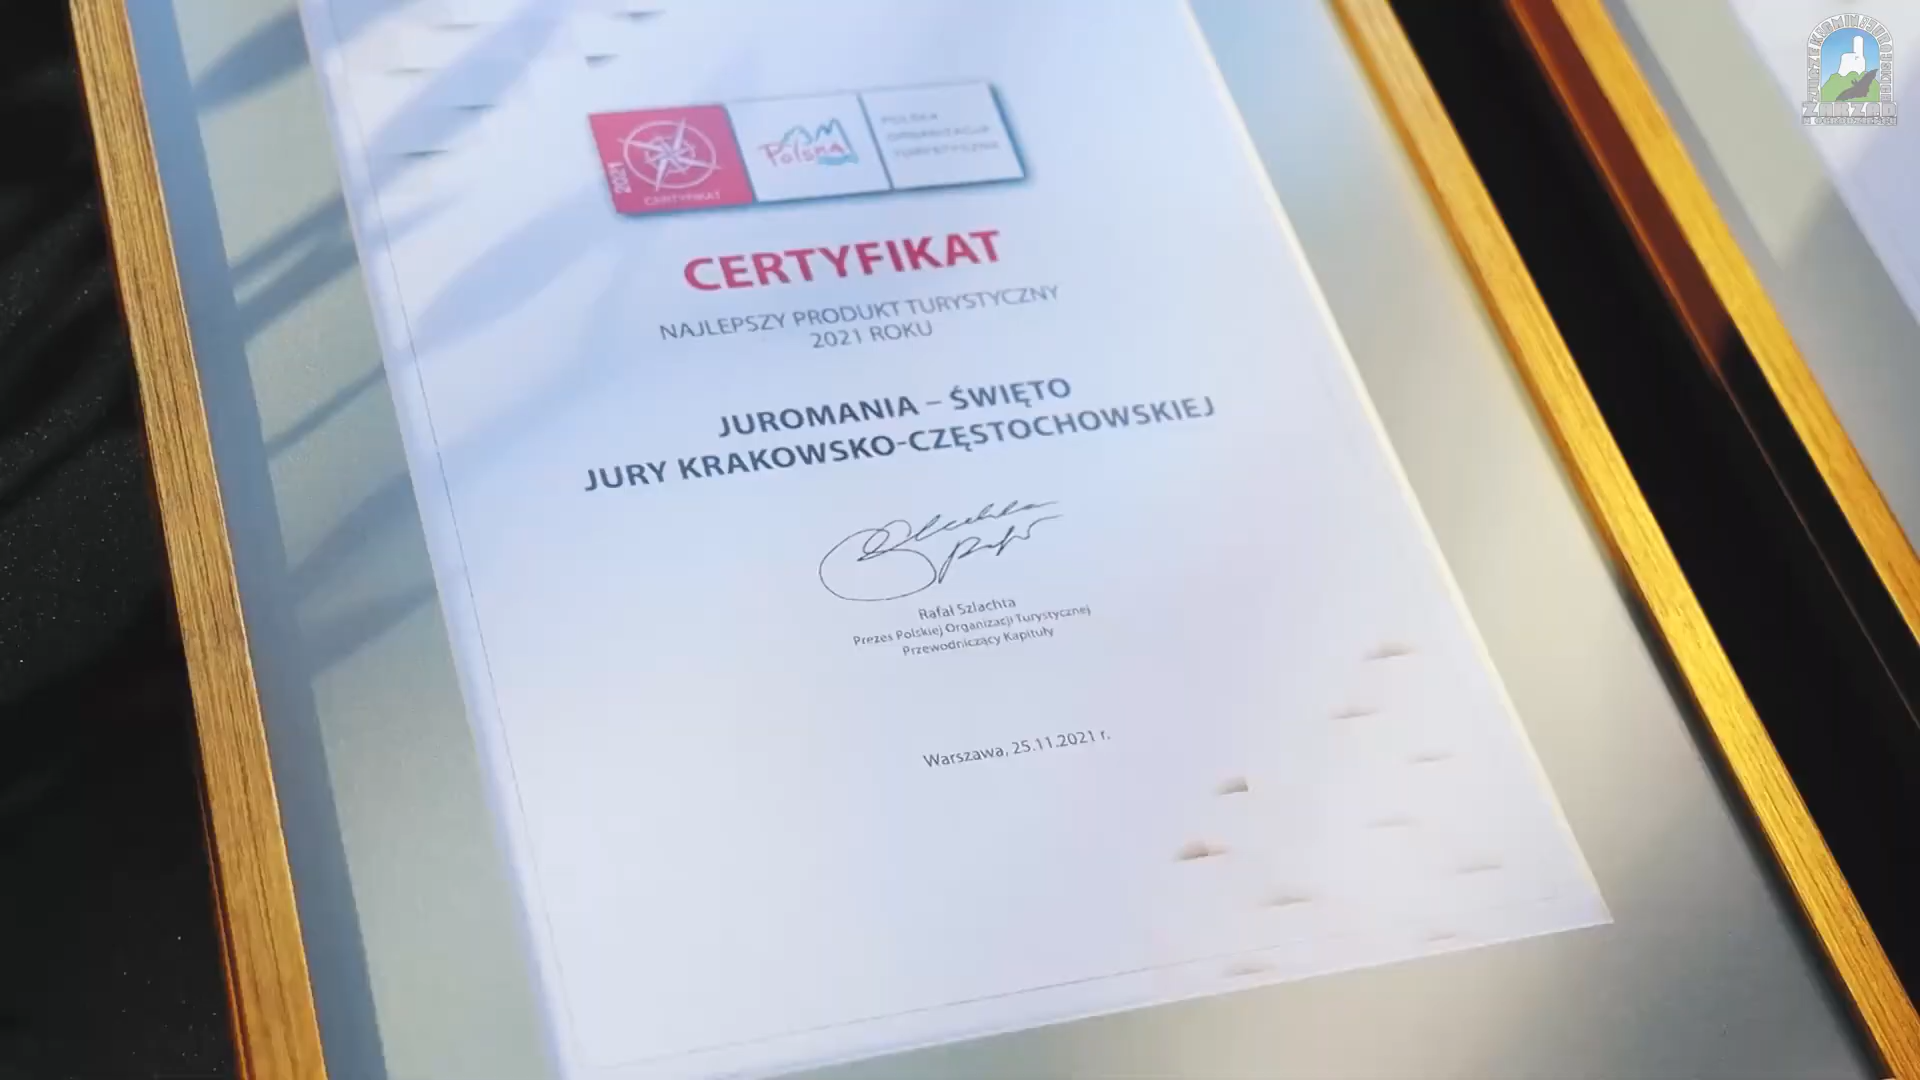 2021
CERTYFIKAT
POLSKA
POLSKA
ORGANIZACJA
TURYSTYCZNA
CERTYFIKAT
NAJLEPSZY PRODUKT TURYSTYCZNY
2021 ROKU
JUROMANIA – ŚWIĘTO
JURY KRAKOWSKO-CZĘSTOCHOWSKIEJ
Rafał Szlachta
Prezes Polskiej Organizacji Turystycznej
Przewodniczący Kapituły
Warszawa, 25.11.2021 r.